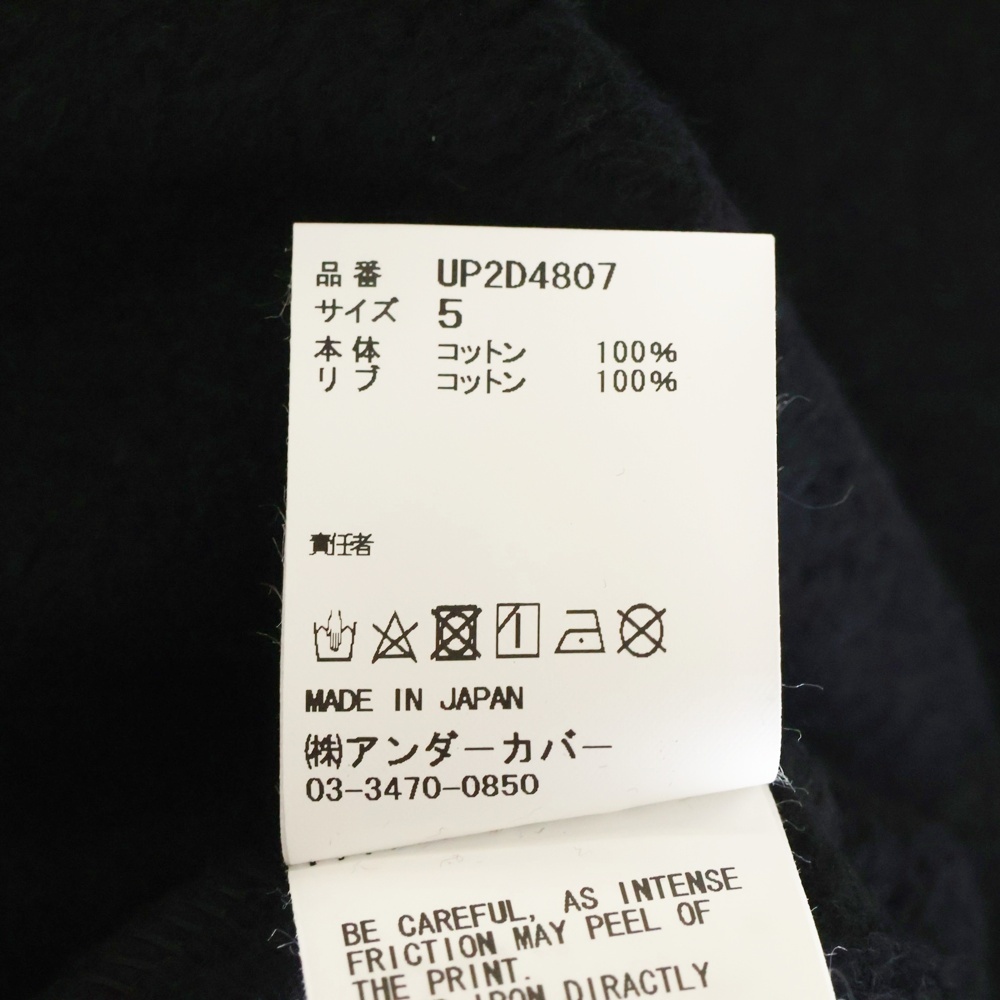 品番 UP2D4807
サイズ 5
本体 コットン 100%
リブ コットン 100%
責任者
MADE IN JAPAN
㈱アンダーカバー
03-3470-0850
BE CAREFUL, AS INTENSE
FRICTION MAY PEEL OF
THE PRINT.
IRON DIRACTLY